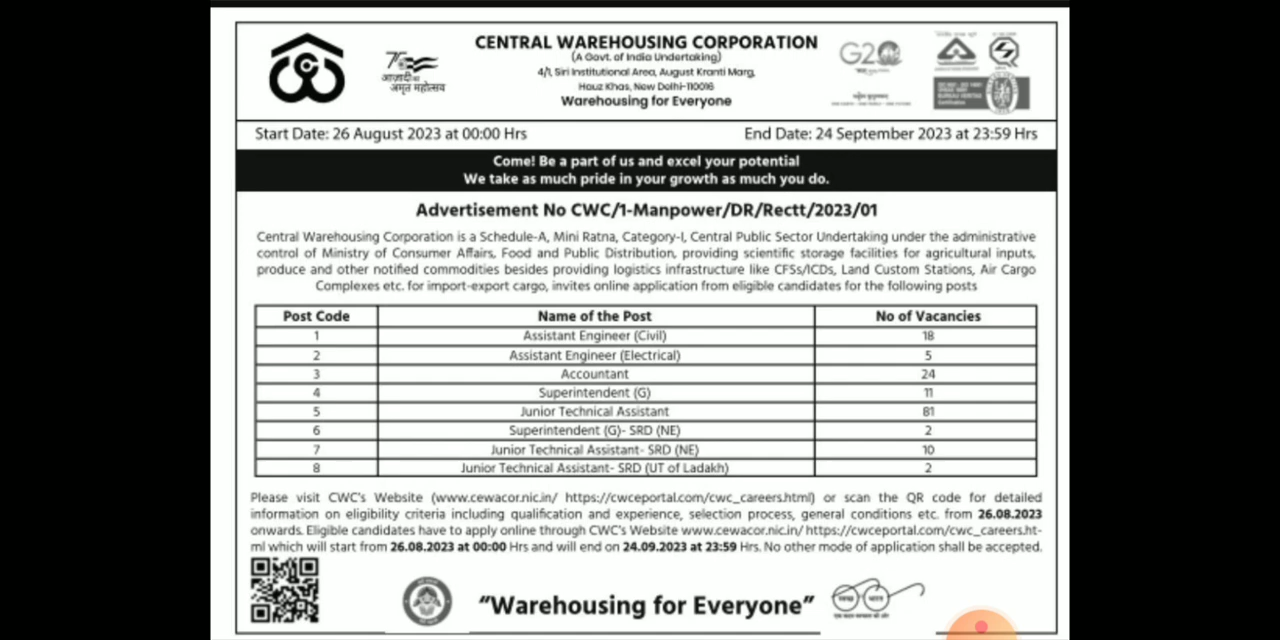 CENTRAL WAREHOUSING CORPORATION
(A Govt. of India Undertaking)
4/1, Siri Institutional Area, August Kranti Marg,
Hauz Khas, New Delhi-110016
Warehousing for Everyone
आज़ादी का
अमृत महोत्सव
G20
Start Date: 26 August 2023 at 00:00 Hrs
End Date: 24 September 2023 at 23:59 Hrs
Come! Be a part of us and excel your potential
We take as much pride in your growth as much you do.
Advertisement No CWC/1-Manpower/DR/Rectt/2023/01
Central Warehousing Corporation is a Schedule-A, Mini Ratna, Category-I, Central Public Sector Undertaking under the administrative
control of Ministry of Consumer Affairs, Food and Public Distribution, providing scientific storage facilities for agricultural inputs,
produce and other notified commodities besides providing logistics infrastructure like CFSs/ICDs, Land Custom Stations, Air Cargo
Complexes etc. for import-export cargo, invites online application from eligible candidates for the following posts
Post Code Name of the Post No of Vacancies
1 Assistant Engineer (Civil) 18
2 Assistant Engineer (Electrical) 5
3 Accountant 24
4 Superintendent (G) 11
5 Junior Technical Assistant 81
6 Superintendent (G)- SRD (NE) 2
7 Junior Technical Assistant- SRD (NE) 10
8 Junior Technical Assistant- SRD (UT of Ladakh) 2
Please visit CWC's Website (www.cewacor.nic.in/ https://cwceportal.com/cwc_careers.html) or scan the QR code for detailed
information on eligibility criteria including qualification and experience, selection process, general conditions etc. from 26.08.2023
onwards. Eligible candidates have to apply online through CWC's Website www.cewacor.nic.in/ https://cwceportal.com/cwc_careers.ht-
ml which will start from 26.08.2023 at 00:00 Hrs and will end on 24.09.2023 at 23:59 Hrs. No other mode of application shall be accepted.
"Warehousing for Everyone"